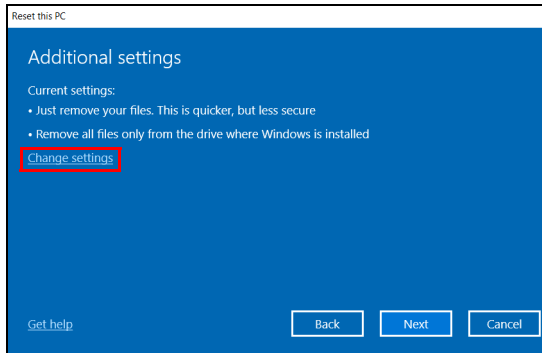 Reset this PC
Additional settings
Current settings:
• Just remove your files. This is quicker, but less secure
• Remove all files only from the drive where Windows is installed
Change settings
Get help
Back
Next
Cancel